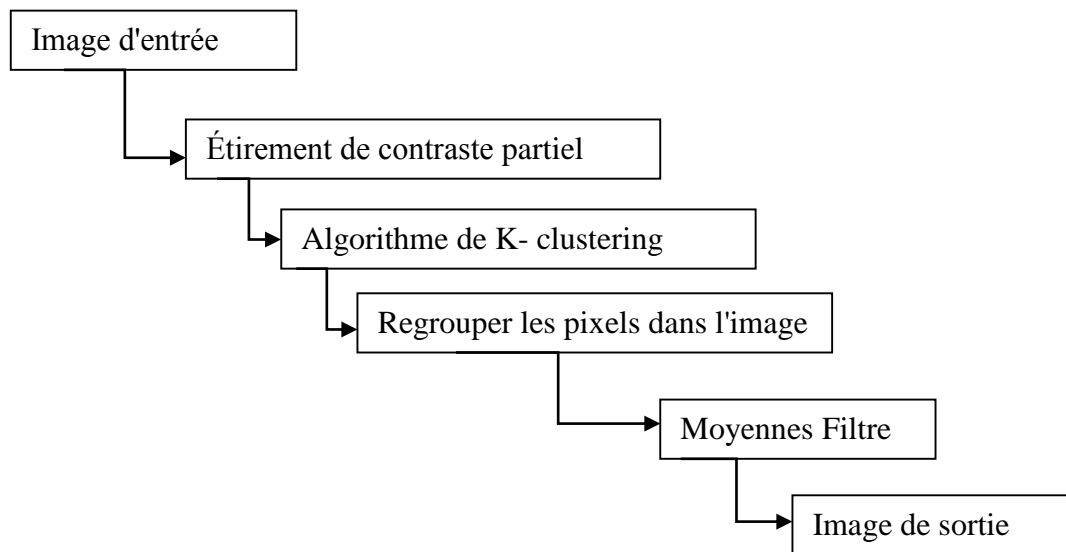 Image d'entrée
Étirement de contraste partiel
Algorithme de K- clustering
Regrouper les pixels dans l'image
Moyennes Filtre
Image de sortie